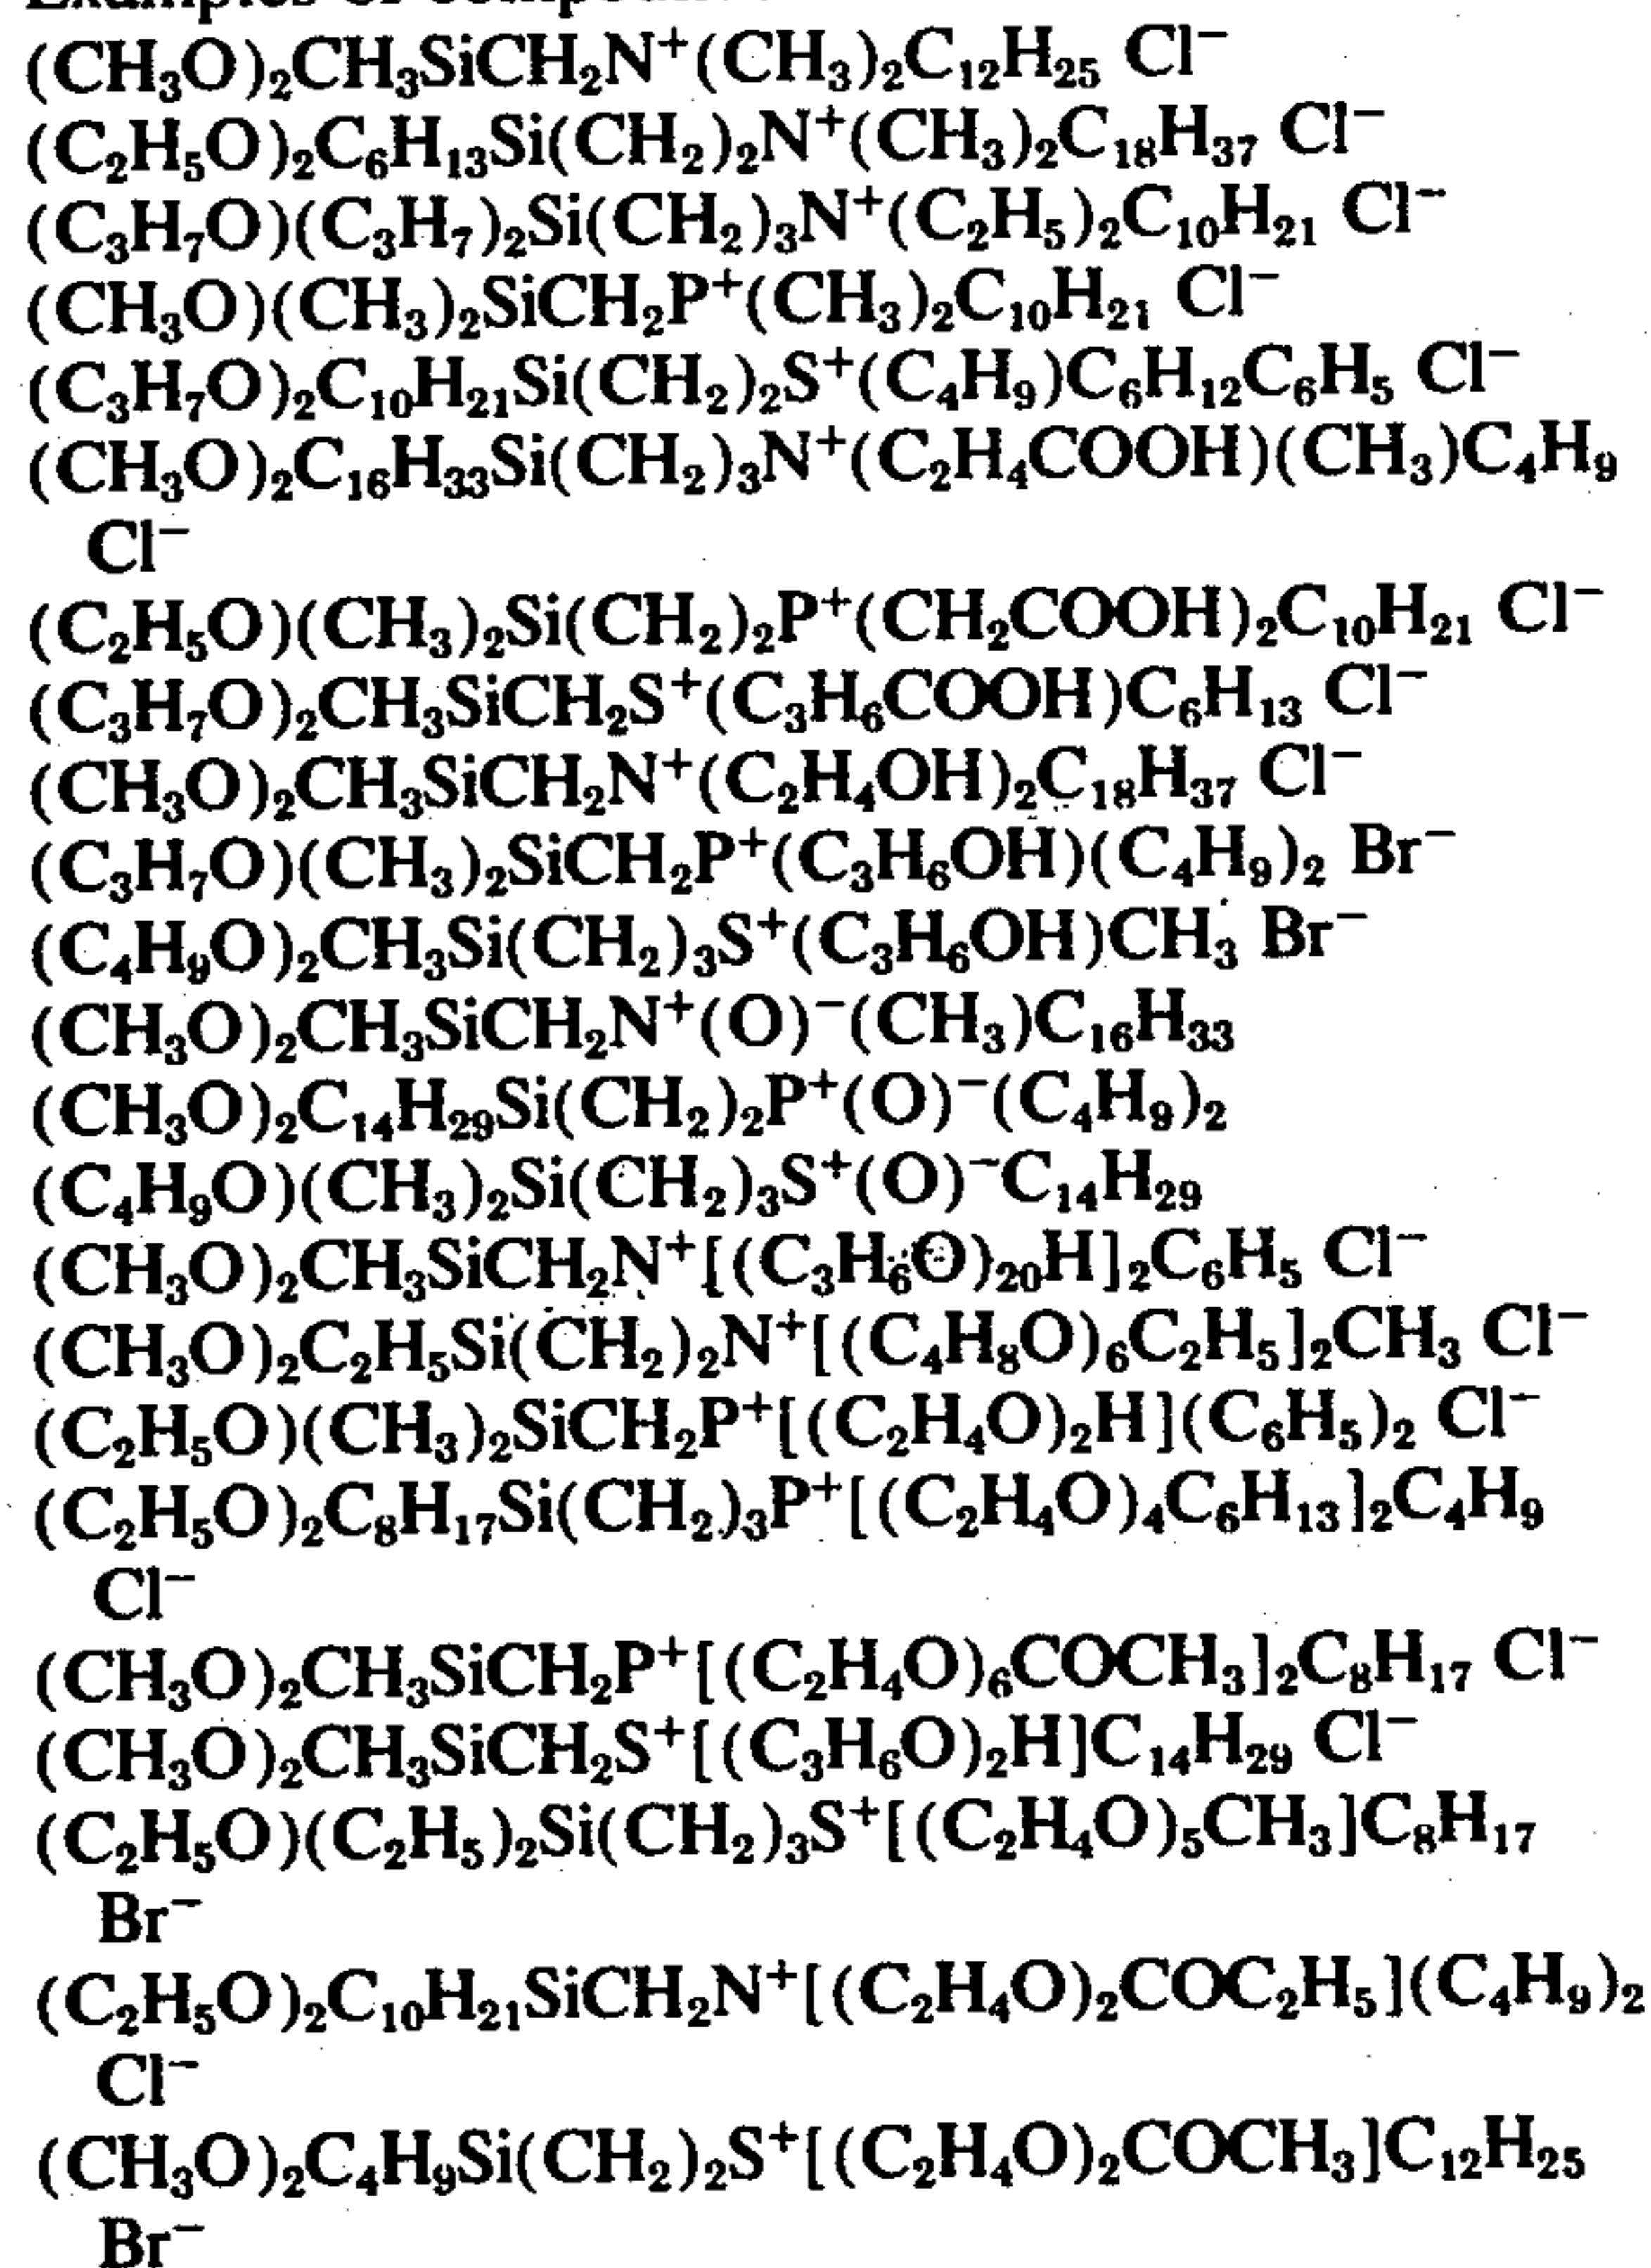 (CH₃O)₂CH₃SiCH₂N⁺(CH₃)₂C₁₂H₂₅ Cl⁻
(C₂H₅O)₂C₆H₁₃Si(CH₂)₂N⁺(CH₃)₂C₁₈H₃₇ Cl⁻
(C₃H₇O)(C₃H₇)₂Si(CH₂)₃N⁺(C₂H₅)₂C₁₀H₂₁ Cl⁻
(CH₃O)(CH₃)₂SiCH₂P⁺(CH₃)₂C₁₀H₂₁ Cl⁻
(C₃H₇O)₂C₁₀H₂₁Si(CH₂)₂S⁺(C₄H₉)C₆H₁₂C₆H₅ Cl⁻
(CH₃O)₂C₁₆H₃₃Si(CH₂)₃N⁺(C₂H₄COOH)(CH₃)C₄H₉
Cl⁻
(C₂H₅O)(CH₃)₂Si(CH₂)₂P⁺(CH₂COOH)₂C₁₀H₂₁ Cl⁻
(C₃H₇O)₂CH₃SiCH₂S⁺(C₃H₆COOH)C₆H₁₃ Cl⁻
(CH₃O)₂CH₃SiCH₂N⁺(C₂H₄OH)₂C₁₈H₃₇ Cl⁻
(C₃H₇O)(CH₃)₂SiCH₂P⁺(C₃H₆OH)(C₄H₉)₂ Br⁻
(C₄H₉O)₂CH₃Si(CH₂)₃S⁺(C₃H₆OH)CH₃ Br⁻
(CH₃O)₂CH₃SiCH₂N⁺(O)⁻(CH₃)C₁₆H₃₃
(CH₃O)₂C₁₄H₂₉Si(CH₂)₂P⁺(O)⁻(C₄H₉)₂
(C₄H₉O)(CH₃)₂Si(CH₂)₃S⁺(O)⁻C₁₄H₂₉
(CH₃O)₂CH₃SiCH₂N⁺[(C₃H₆O)₂₀H]₂C₆H₅ Cl⁻
(CH₃O)₂C₂H₅Si(CH₂)₂N⁺[(C₄H₈O)₆C₂H₅]₂CH₃ Cl⁻
(C₂H₅O)(CH₃)₂SiCH₂P⁺[(C₂H₄O)₂H](C₆H₅)₂ Cl⁻
(C₂H₅O)₂C₈H₁₇Si(CH₂)₃P⁺[(C₂H₄O)₄C₆H₁₃]₂C₄H₉
Cl⁻
(CH₃O)₂CH₃SiCH₂P⁺[(C₂H₄O)₆COCH₃]₂C₈H₁₇ Cl⁻
(CH₃O)₂CH₃SiCH₂S⁺[(C₃H₆O)₂H]C₁₄H₂₉ Cl⁻
(C₂H₅O)(C₂H₅)₂Si(CH₂)₃S⁺[(C₂H₄O)₅CH₃]C₈H₁₇
Br⁻
(C₂H₅O)₂C₁₀H₂₁SiCH₂N⁺[(C₂H₄O)₂COC₂H₅](C₄H₉)₂
Cl⁻
(CH₃O)₂C₄H₉Si(CH₂)₂S⁺[(C₂H₄O)₂COCH₃]C₁₂H₂₅
Br⁻